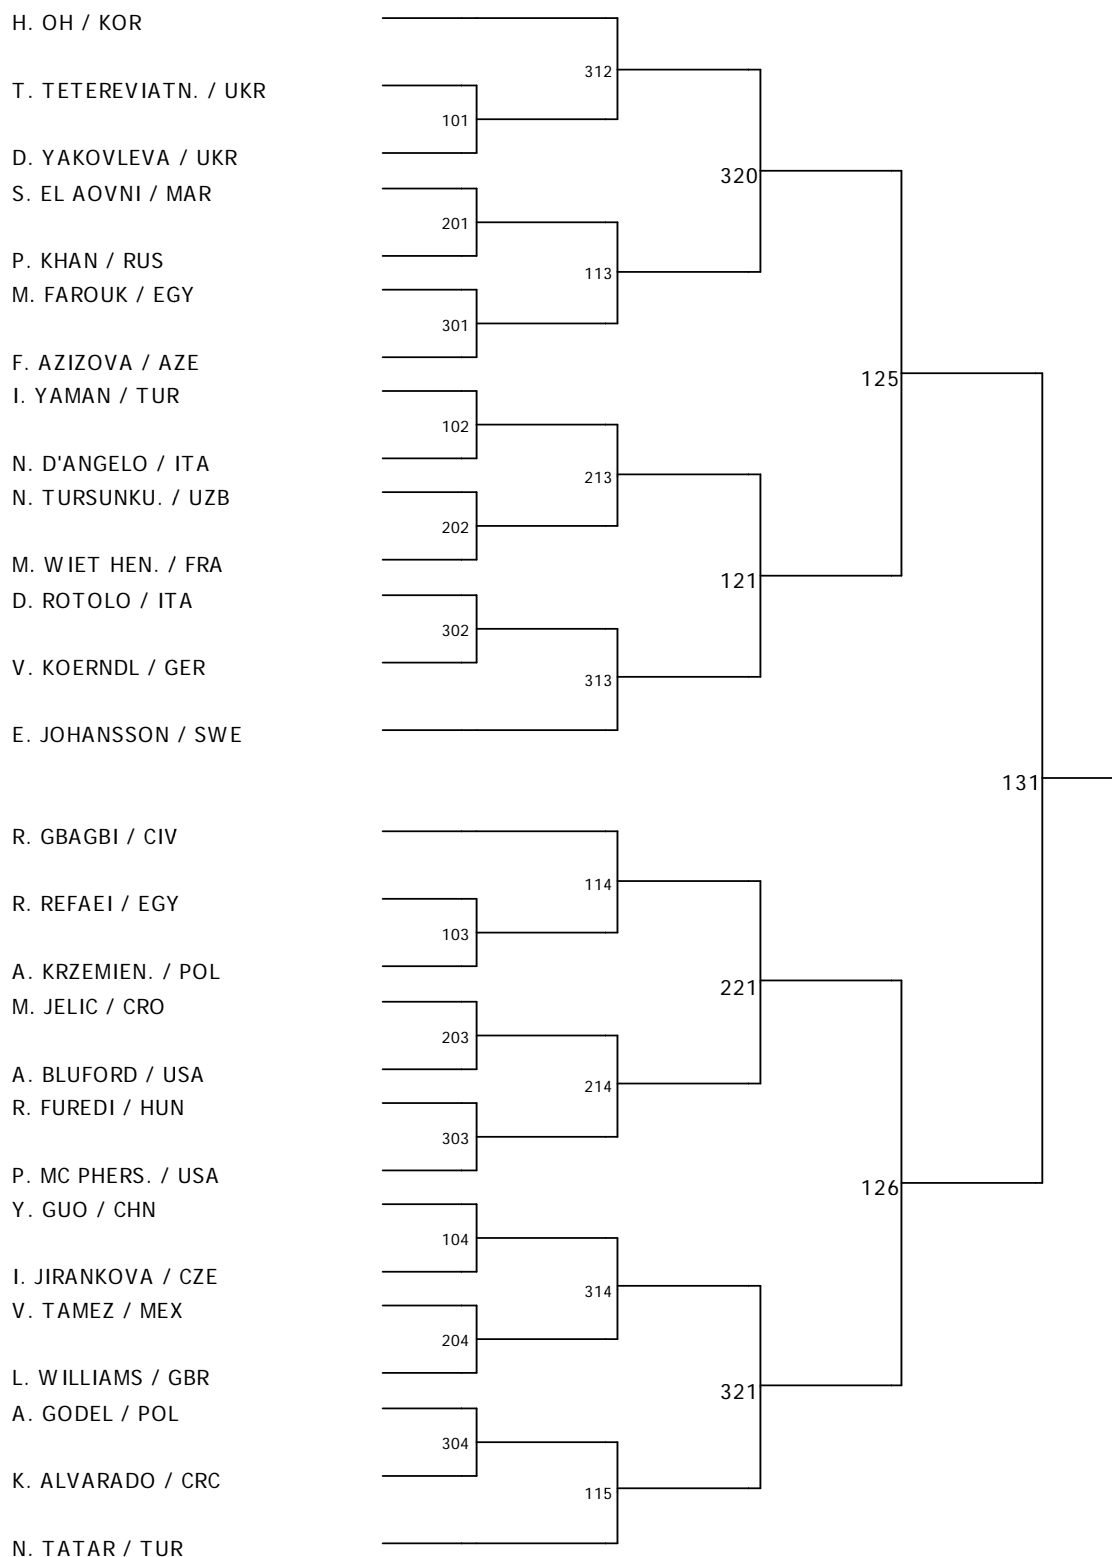 H. OH / KOR
312
T. TETEREVIATN. / UKR
101
D. YAKOVLEVA / UKR
320
S. EL AOVNI / MAR
201
P. KHAN / RUS
113
M. FAROUK / EGY
301
F. AZIZOVA / AZE
125
I. YAMAN / TUR
102
N. D'ANGELO / ITA
213
N. TURSUNKU. / UZB
202
M. WIET HEN. / FRA
121
D. ROTOLO / ITA
302
V. KOERNDL / GER
313
E. JOHANSSON / SWE
131
R. GBAGBI / CIV
114
R. REFAEI / EGY
103
A. KRZEMIEN. / POL
221
M. JELIC / CRO
203
A. BLUFORD / USA
214
R. FUREDI / HUN
303
P. MC PHERS. / USA
126
Y. GUO / CHN
104
I. JIRANKOVA / CZE
314
V. TAMEZ / MEX
204
L. WILLIAMS / GBR
321
A. GODEL / POL
304
K. ALVARADO / CRC
115
N. TATAR / TUR